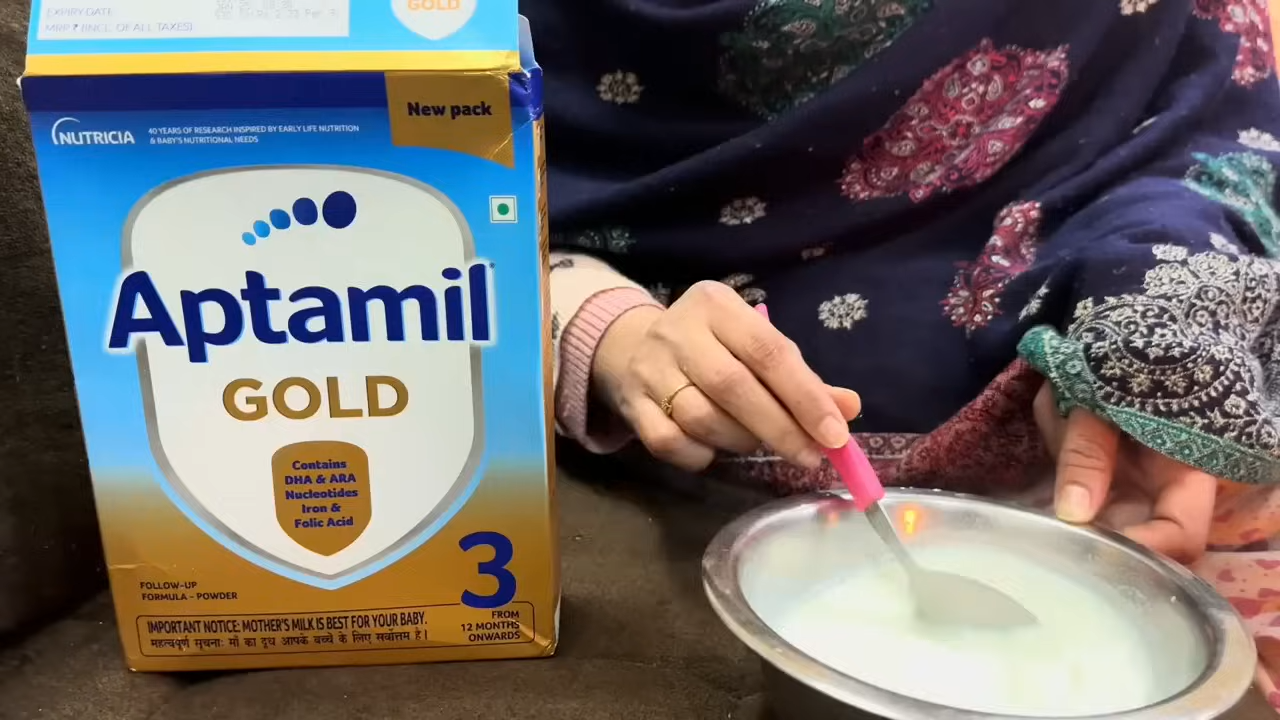 EXPIRY DATE
MRP ₹ (INCL. OF ALL TAXES)
GOLD
New pack
NUTRICIA
40 YEARS OF RESEARCH INSPIRED BY EARLY LIFE NUTRITION
& BABY'S NUTRITIONAL NEEDS
Aptamil
GOLD
Contains
DHA & ARA
Nucleotides
Iron &
Folic Acid
3
FROM
12 MONTHS
ONWARDS
FOLLOW-UP
FORMULA - POWDER
IMPORTANT NOTICE: MOTHER'S MILK IS BEST FOR YOUR BABY.
महत्वपूर्ण सूचना: माँ का दूध आपके बच्चे के लिए सर्वोत्तम है।